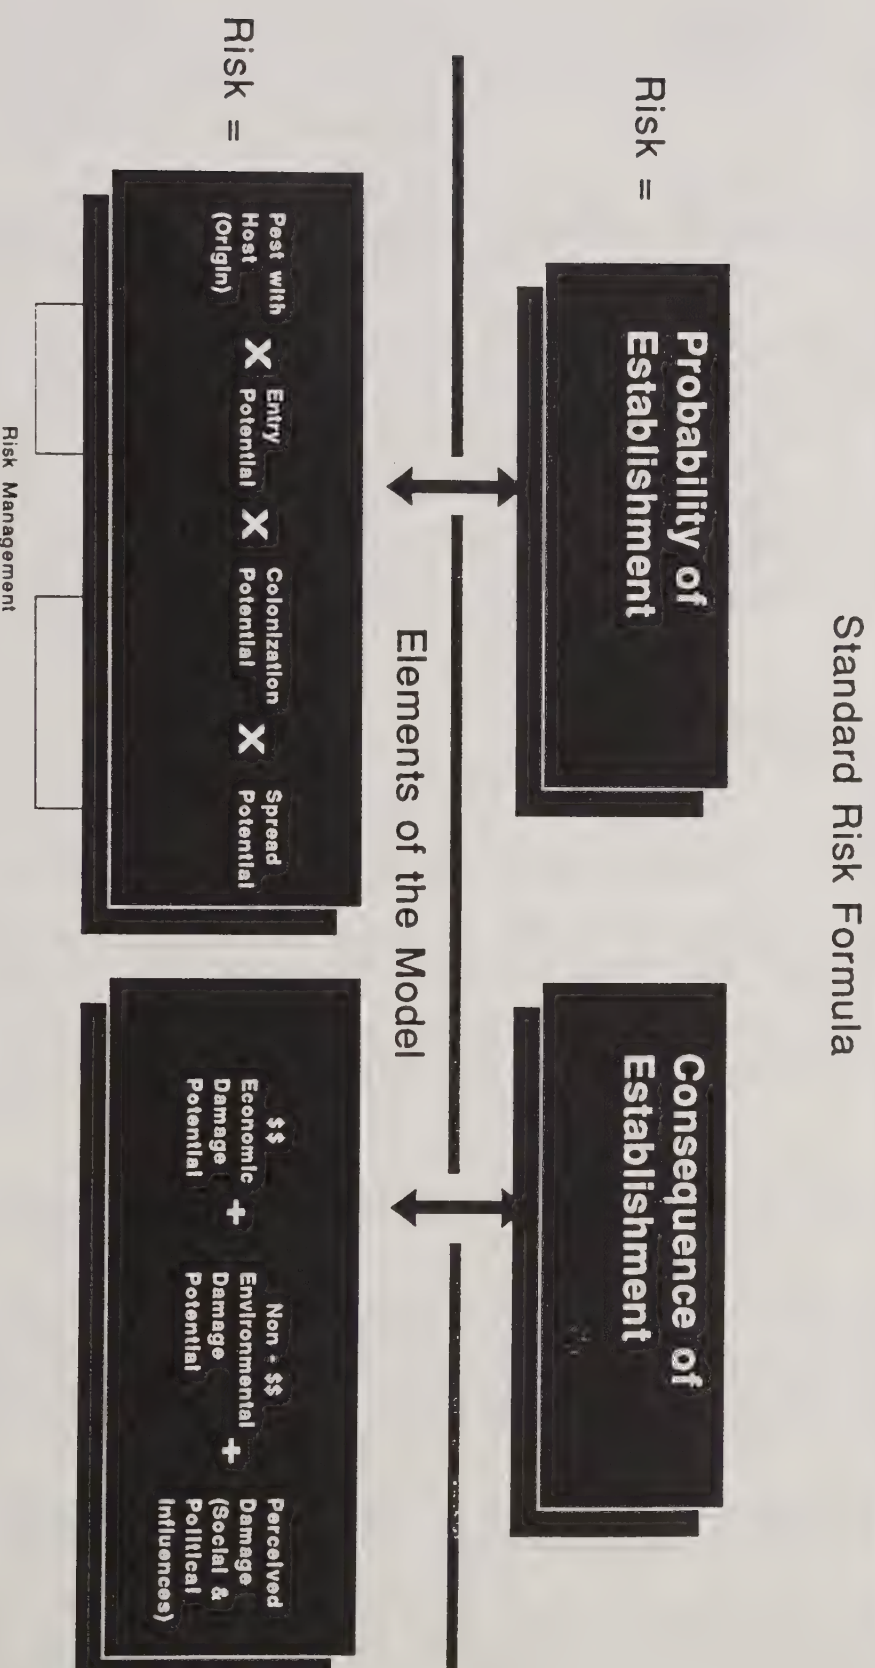 Standard Risk Formula
Risk =
Probability of
Establishment
Consequence of
Establishment
Elements of the Model
Risk =
Pest with
Host
(Origin)
X
Entry
Potential
X
Colonization
Potential
X
Spread
Potential
$$
Economic
Damage
Potential
+
Non - $$
Environmental
Damage
Potential
+
Perceived
Damage
(Social &
Political
Influences)
Risk Management